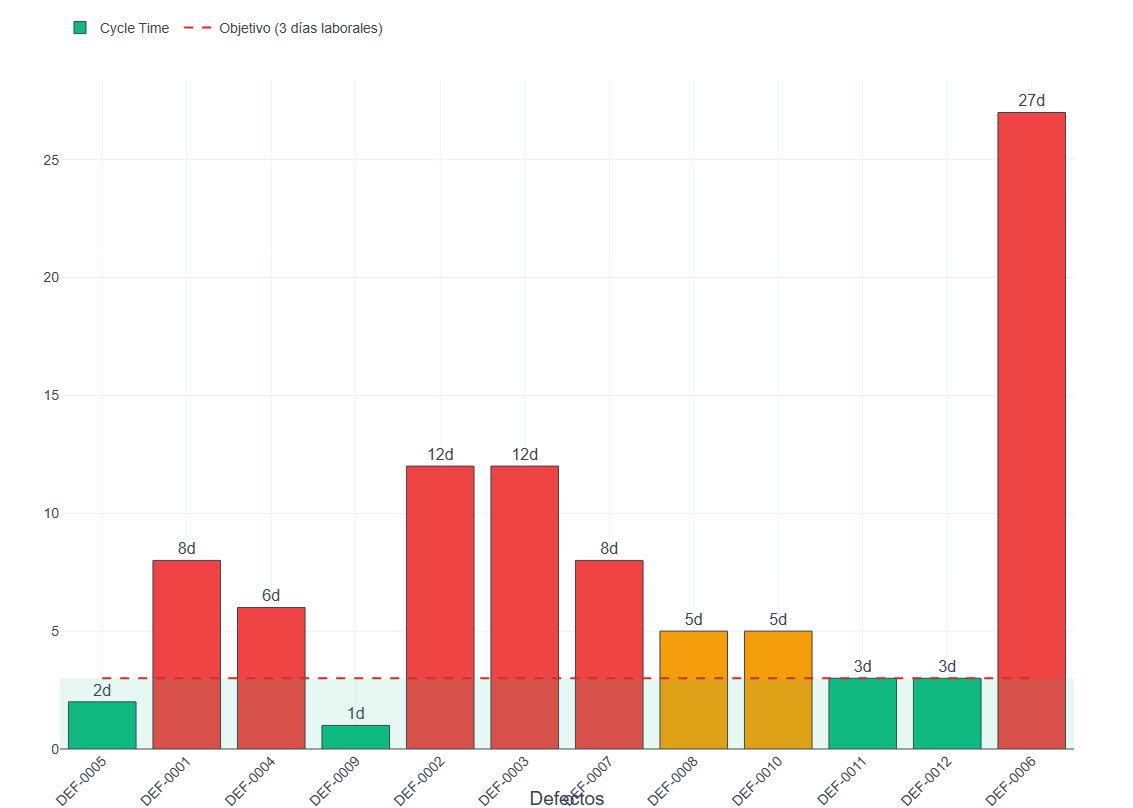 Cycle Time
Objetivo (3 días laborales)
27d
25
20
15
12d
12d
10
8d
8d
6d
5d
5d
5
3d
3d
2d
1d
0
DEF-0005
DEF-0001
DEF-0004
DEF-0009
DEF-0002
DEF-0003
DEF-0007
DEF-0008
DEF-0010
DEF-0011
DEF-0012
DEF-0006
Defectos